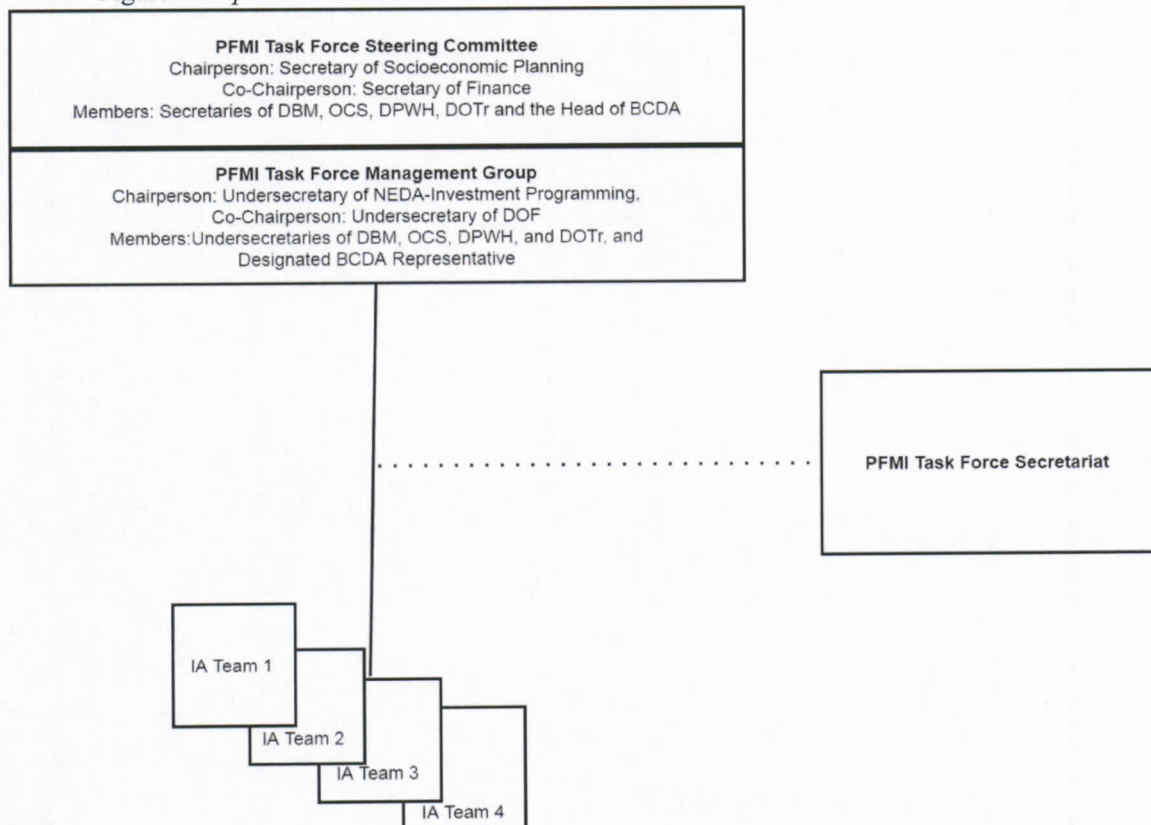 PFMI Task Force Steering Committee
Chairperson: Secretary of Socioeconomic Planning
Co-Chairperson: Secretary of Finance
Members: Secretaries of DBM, OCS, DPWH, DOTr and the Head of BCDA
PFMI Task Force Management Group
Chairperson: Undersecretary of NEDA-Investment Programming,
Co-Chairperson: Undersecretary of DOF
Members:Undersecretaries of DBM, OCS, DPWH, and DOTr, and
Designated BCDA Representative
PFMI Task Force Secretariat
IA Team 1
IA Team 2
IA Team 3
IA Team 4